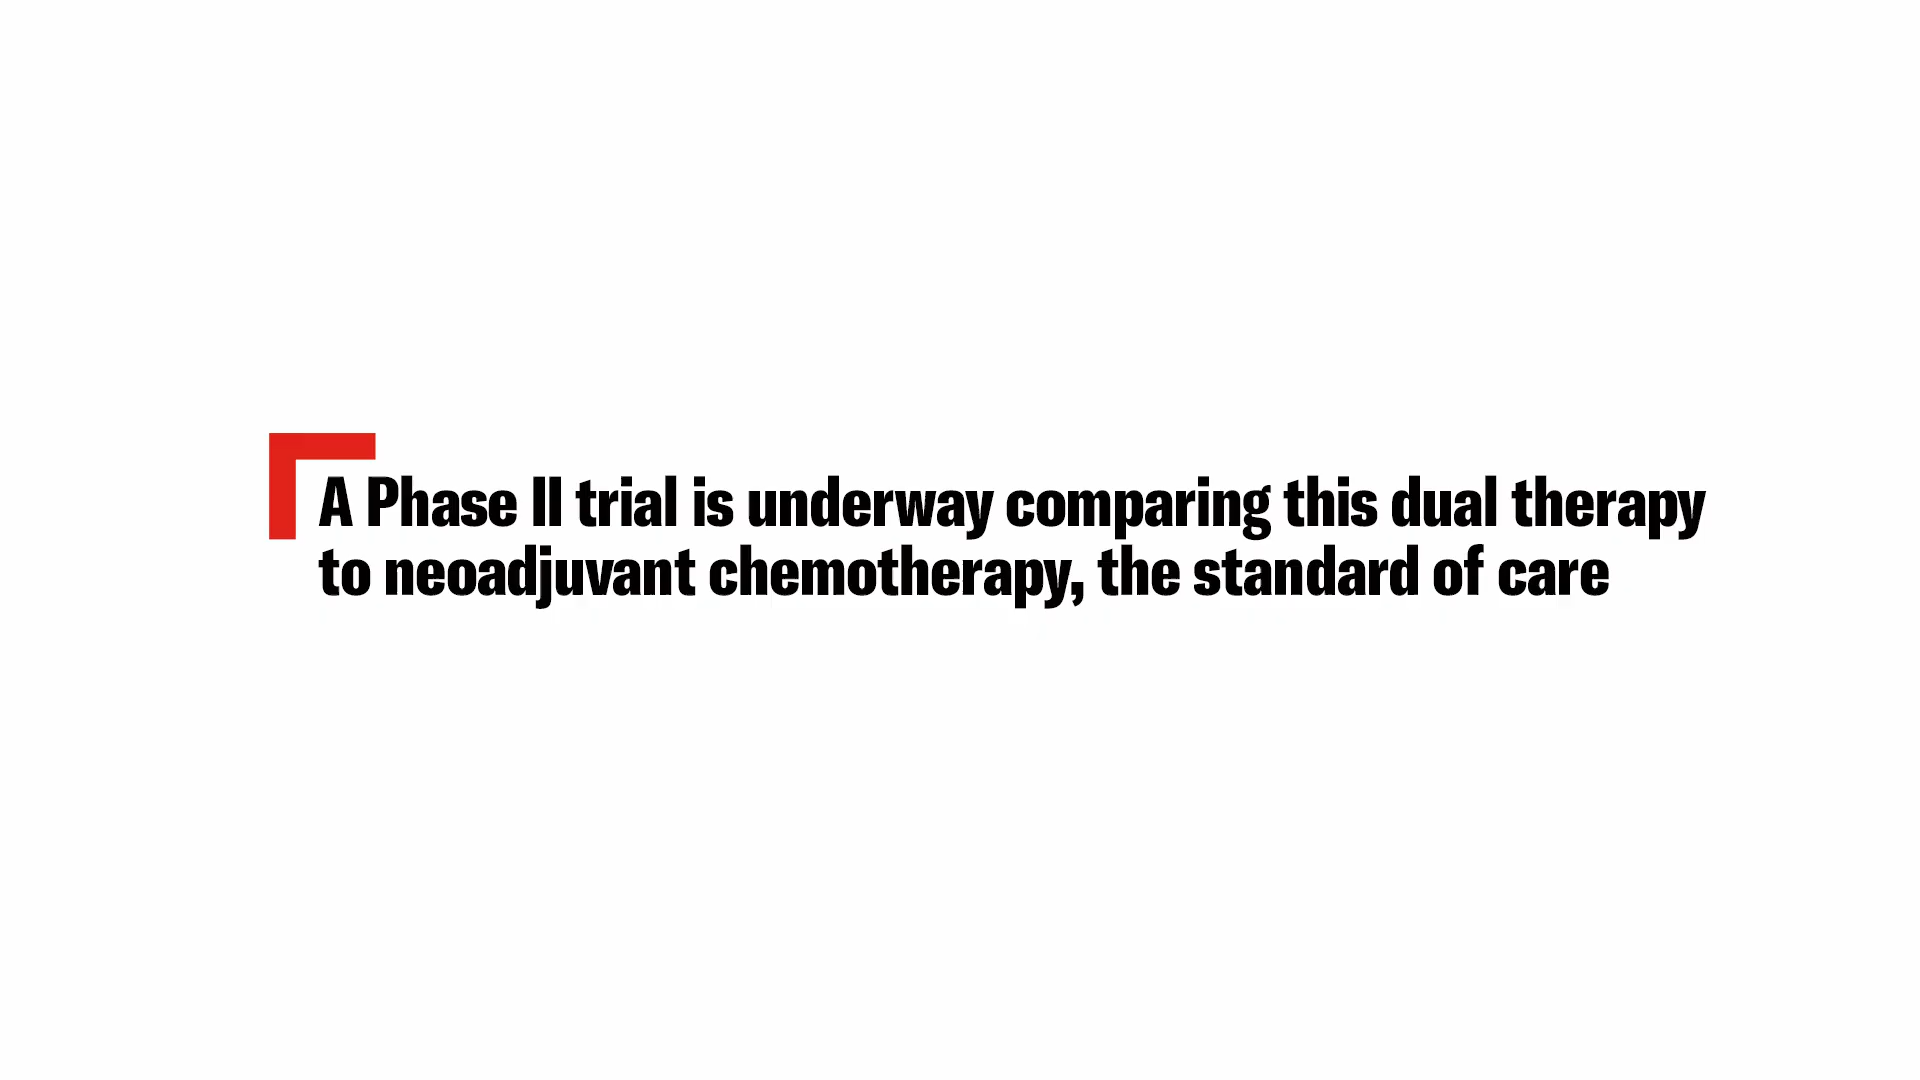 A Phase II trial is underway comparing this dual therapy
to neoadjuvant chemotherapy, the standard of care